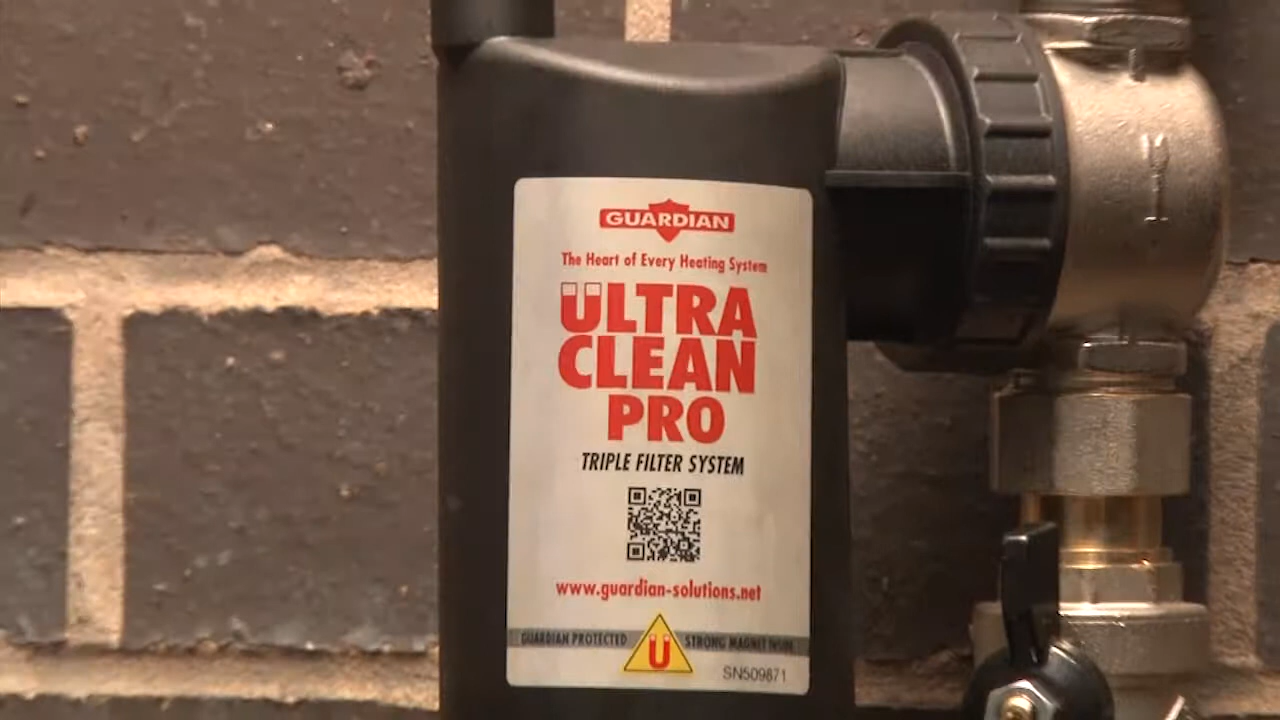 GUARDIAN
The Heart of Every Heating System
ULTRA
CLEAN
PRO
TRIPLE FILTER SYSTEM
www.guardian-solutions.net
GUARDIAN PROTECTED STRONG MAGNET INSIDE
SN509871